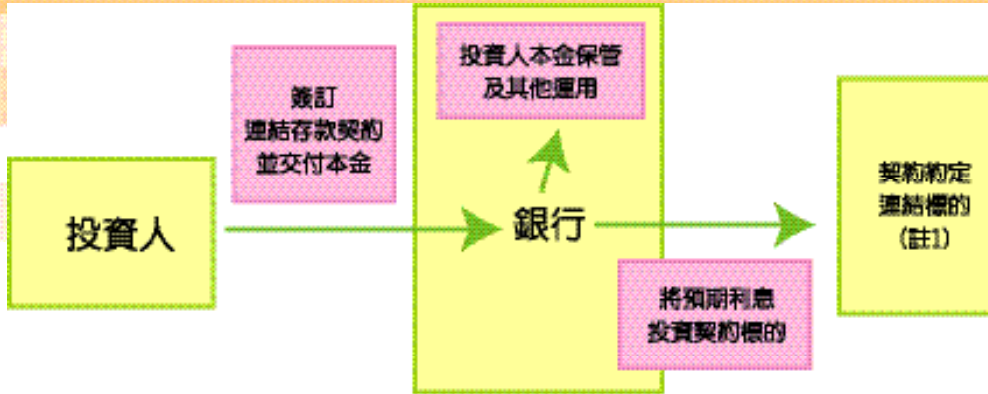 投資人
簽訂
連結存款契約
並交付本金
投資人本金保管
及其他運用
銀行
將預期利息
投資契約標的
契約約定
連結標的
(註1)